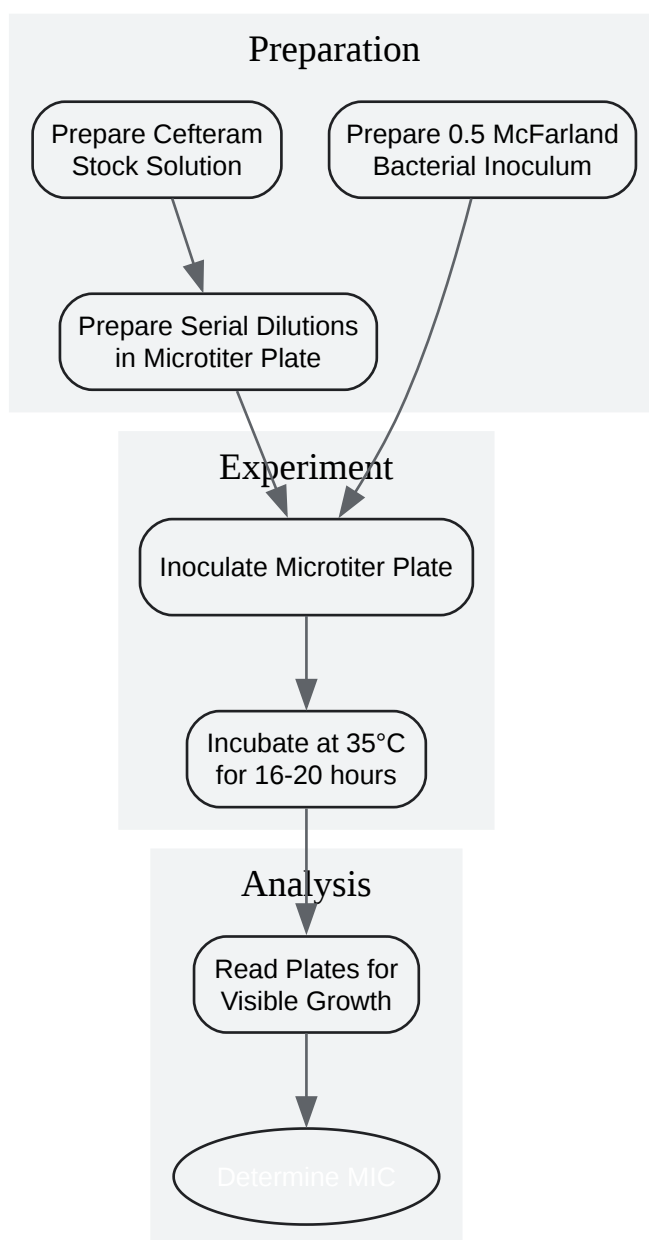 Preparation
Prepare Cefteram
Stock Solution
Prepare 0.5 McFarland
Bacterial Inoculum
Prepare Serial Dilutions
in Microtiter Plate
Experiment
Inoculate Microtiter Plate
Incubate at 35°C
for 16-20 hours
Analysis
Read Plates for
Visible Growth
Determine MIC